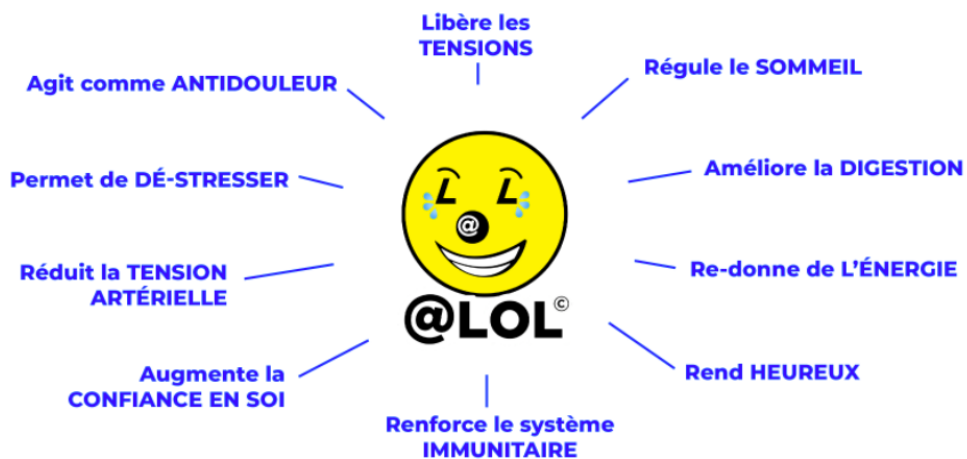 Libère les
TENSIONS
Régule le SOMMEIL
Agit comme ANTIDOULEUR
Améliore la DIGESTION
Permet de DÉ-STRESSER
L L
@
Réduit la TENSION
ARTÉRIELLE
Re-donne de L'ÉNERGIE
@LOL©
Augmente la
CONFIANCE EN SOI
Rend HEUREUX
Renforce le système
IMMUNITAIRE